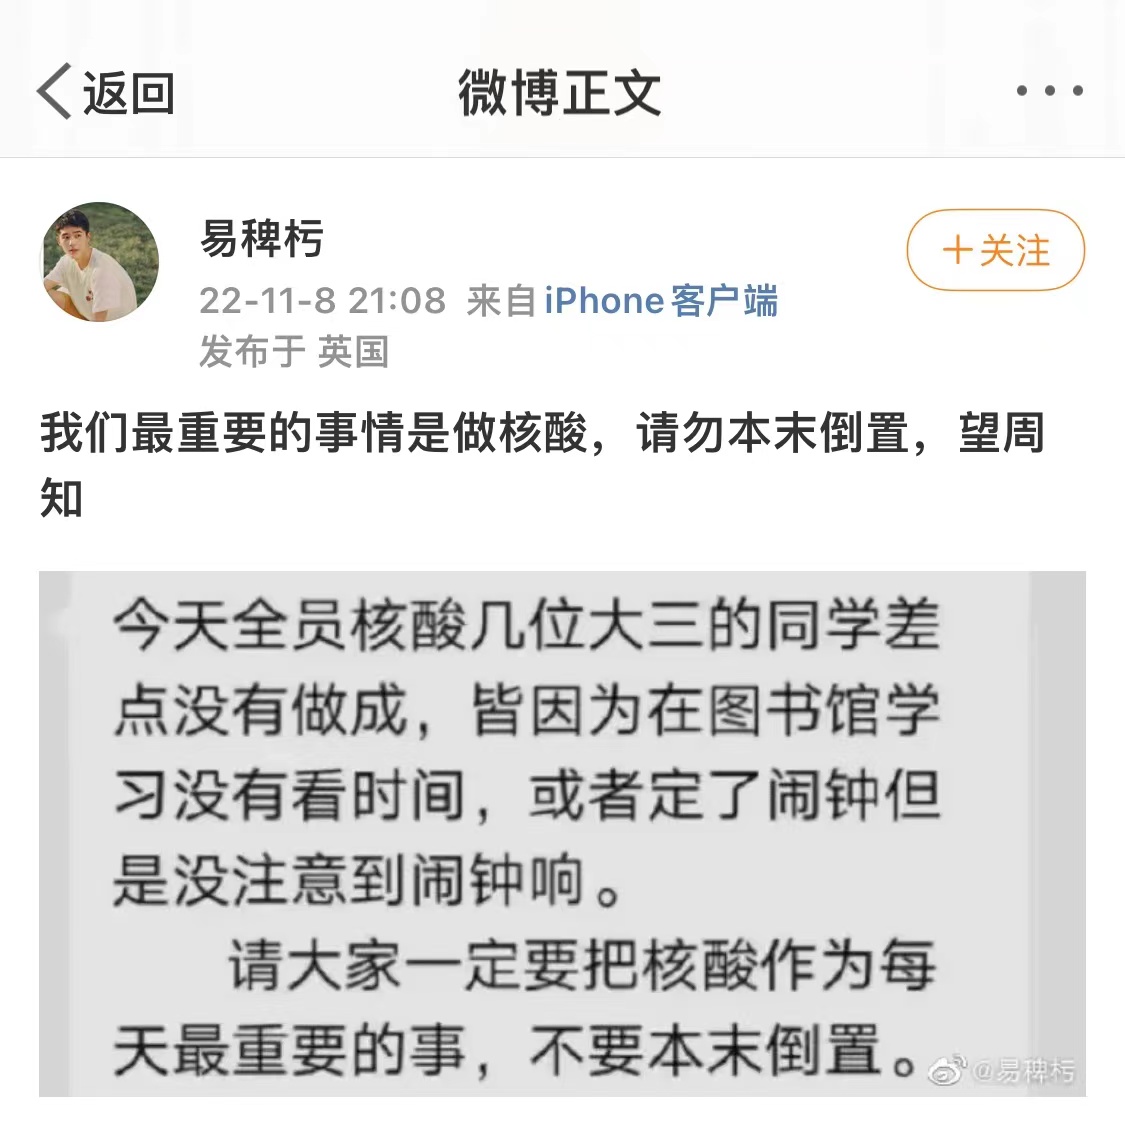 返回
微博正文
易稗杇
22-11-8 21:08 来自 iPhone客户端
发布于 英国
+关注
我们最重要的事情是做核酸，请勿本末倒置，望周
知
今天全员核酸几位大三的同学差
点没有做成，皆因为在图书馆学
习没有看时间，或者定了闹钟但
是没注意到闹钟响。
请大家一定要把核酸作为每
天最重要的事，不要本末倒置。
@易稗杇